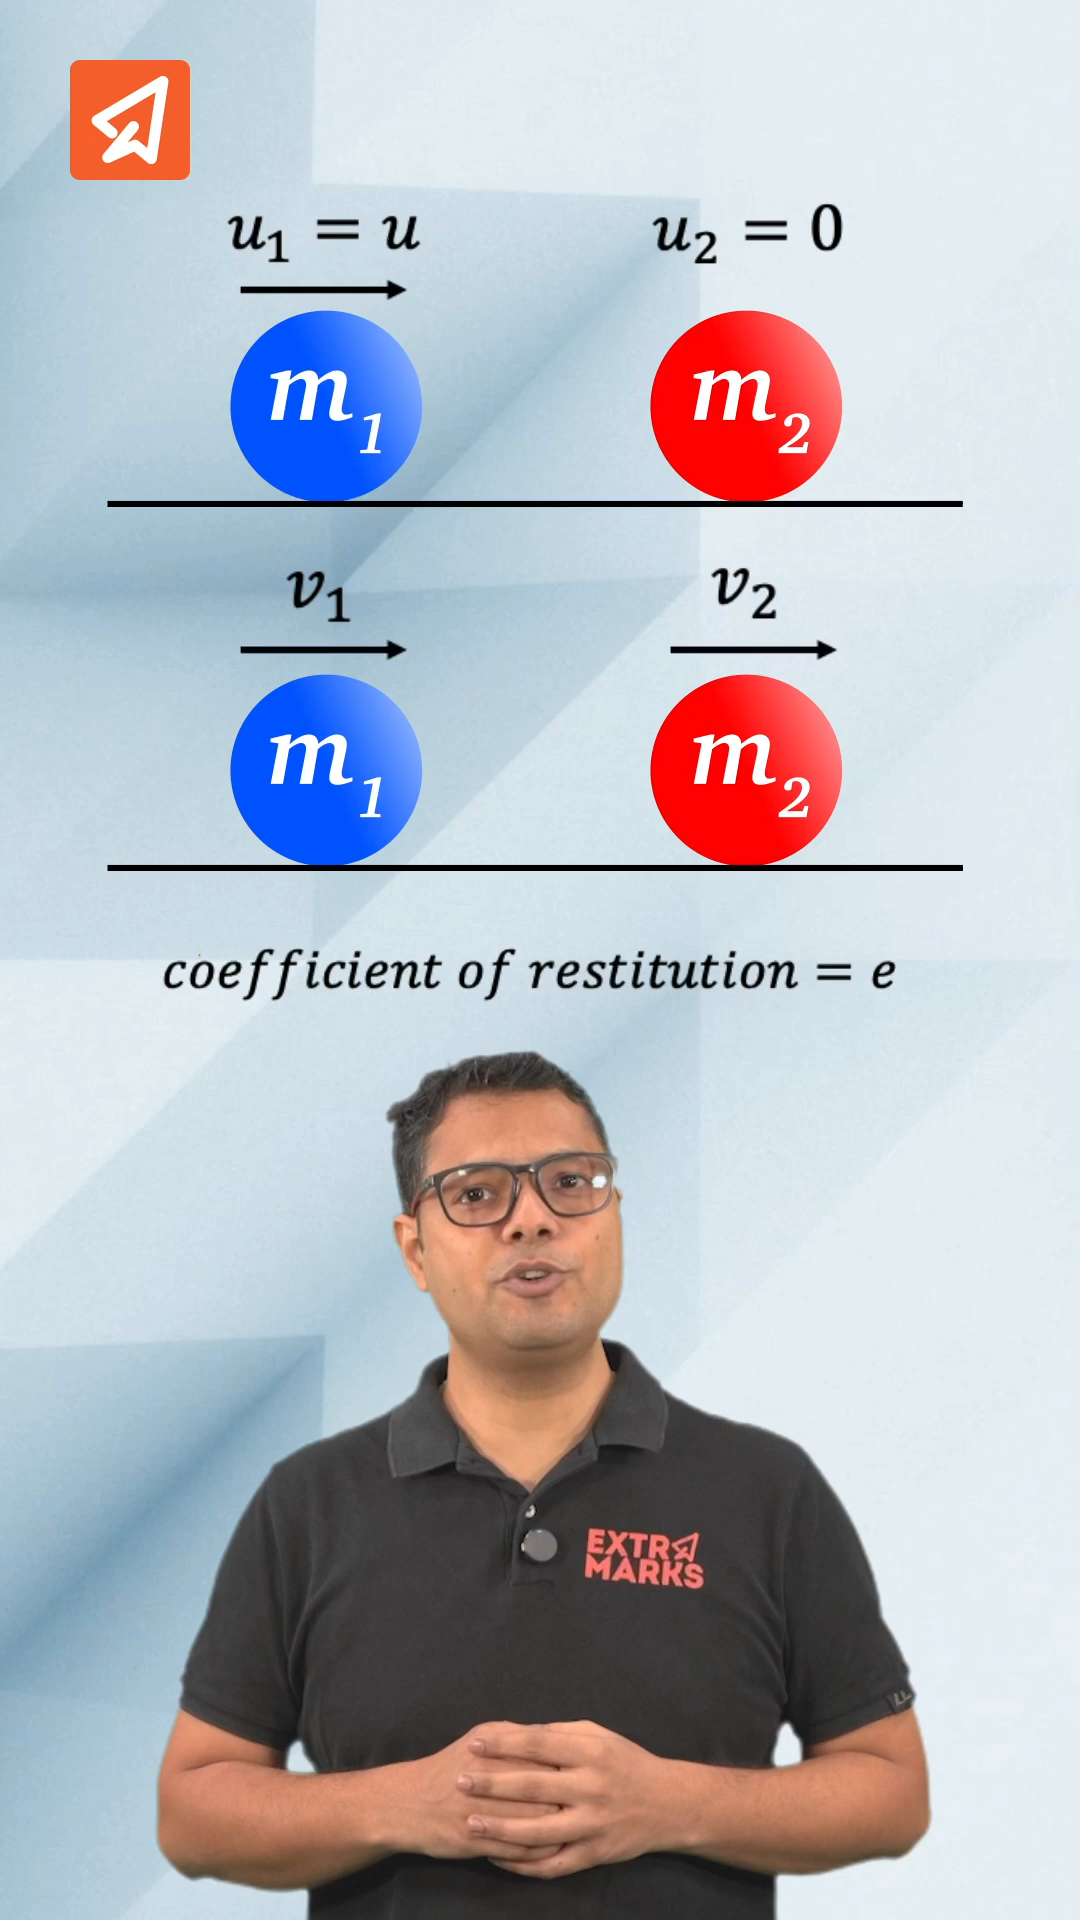 u₁ = u
u₂ = 0
m₁
m₂
v₁
v₂
m₁
m₂
coefficient of restitution = e
EXTRA
MARKS